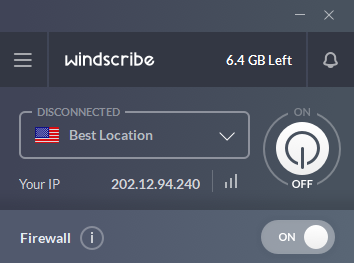 windscribe 6.4 GB Left
DISCONNECTED
ON
Best Location
OFF
Your IP 202.12.94.240
Firewall i ON